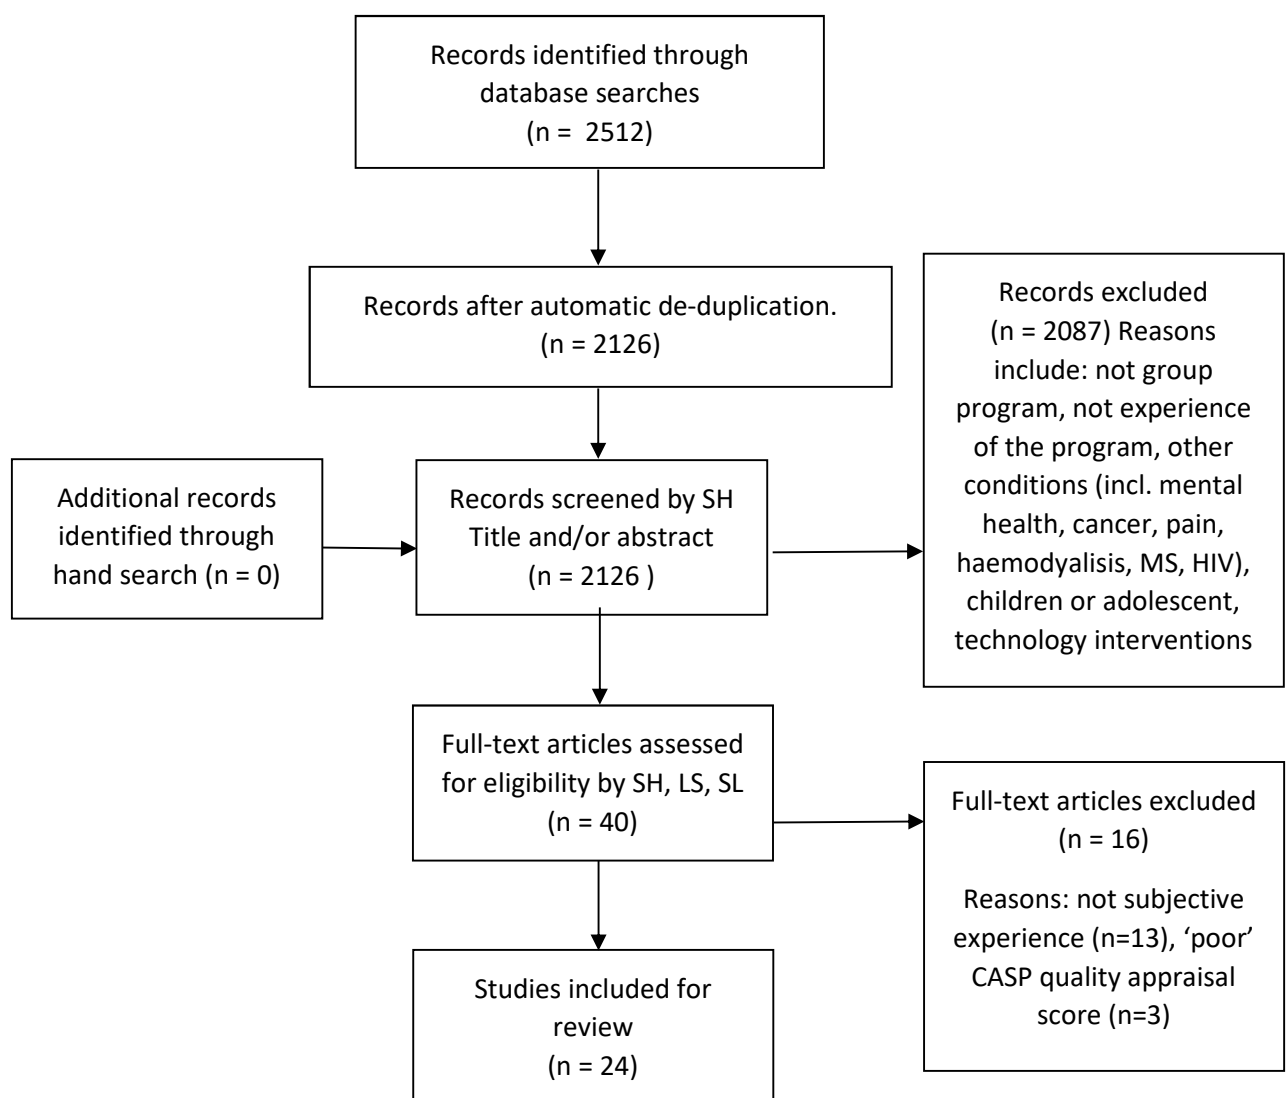 Records identified through
database searches
(n =  2512)
Records after automatic de-duplication.
(n = 2126)
Records excluded
(n = 2087) Reasons
include: not group
program, not experience
of the program, other
conditions (incl. mental
health, cancer, pain,
haemodyalisis, MS, HIV),
children or adolescent,
technology interventions
Additional records
identified through
hand search (n = 0)
Records screened by SH
Title and/or abstract
(n = 2126 )
Full-text articles assessed
for eligibility by SH, LS, SL
(n = 40)
Full-text articles excluded
(n = 16)
Reasons: not subjective
experience (n=13), ‘poor’
CASP quality appraisal
score (n=3)
Studies included for
review
(n = 24)